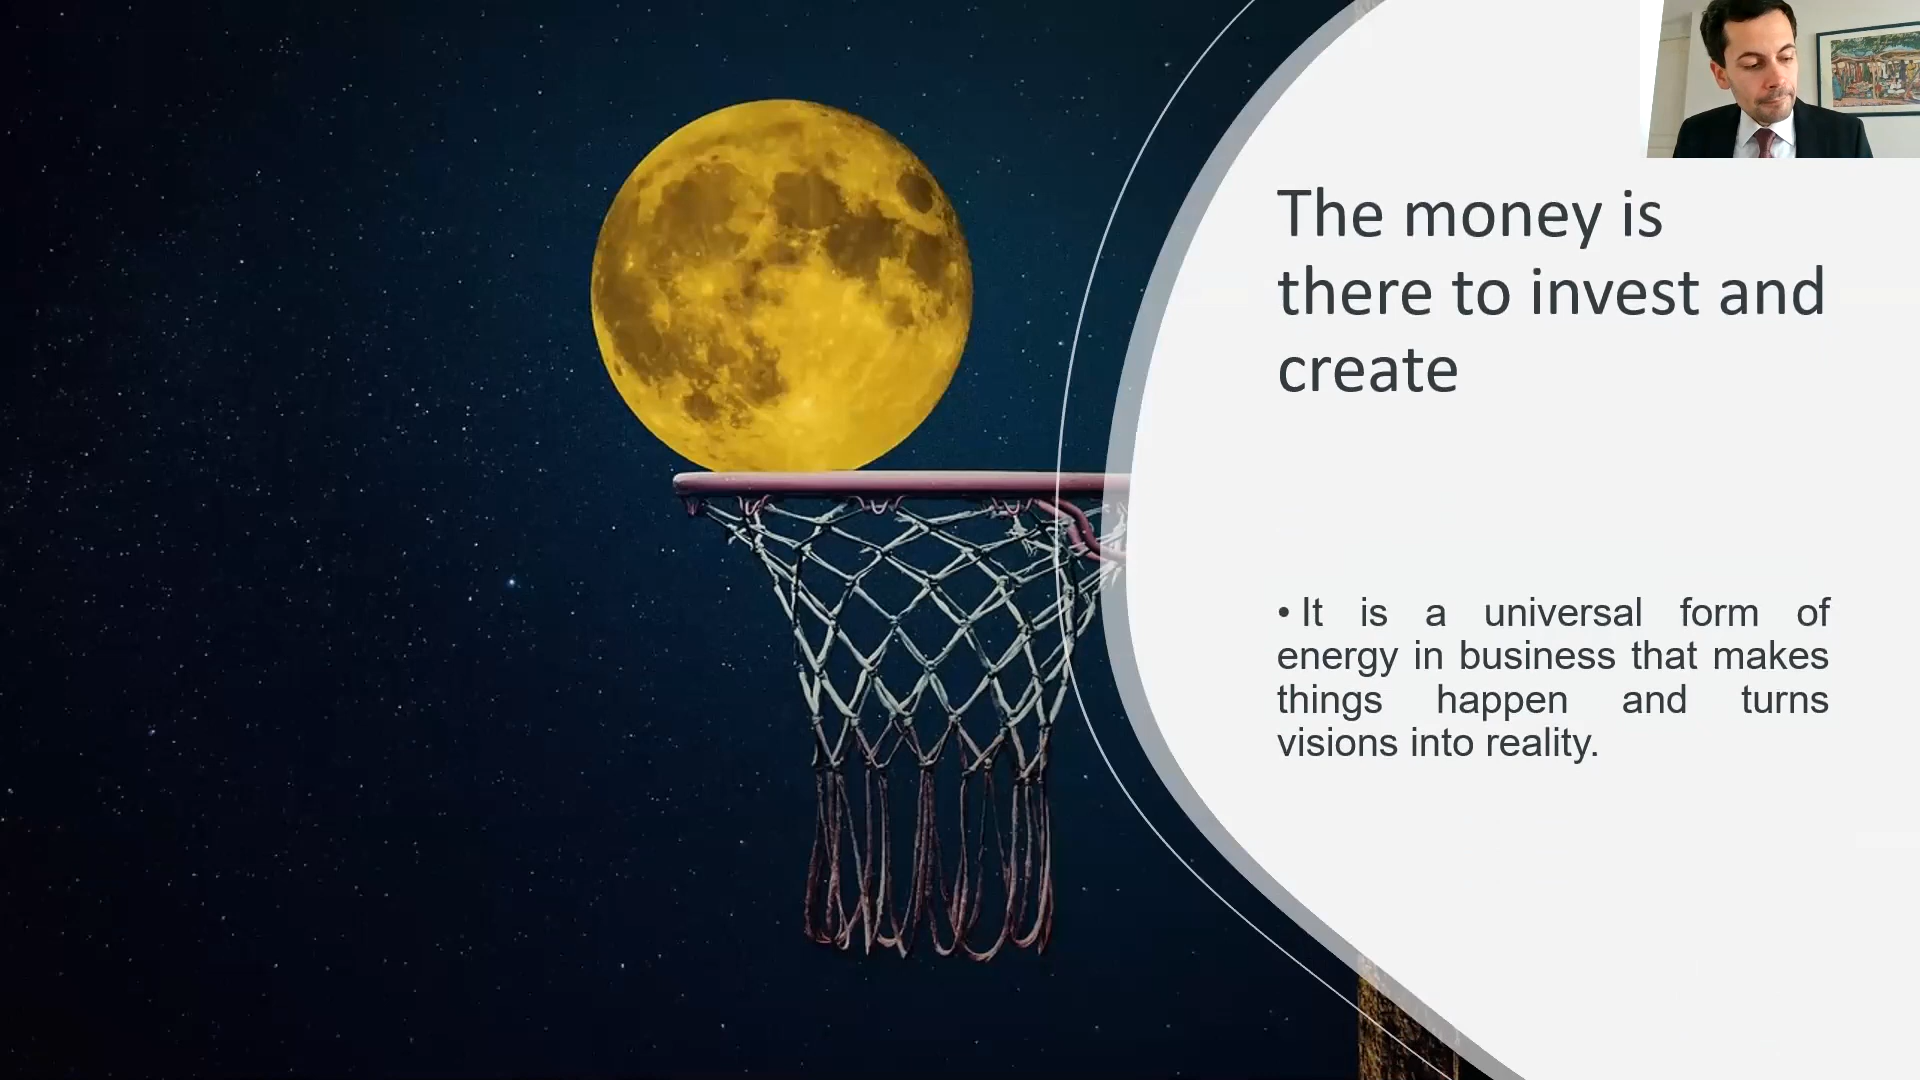 The money is
there to invest and
create
• It is a universal form of
energy in business that makes
things happen and turns
visions into reality.